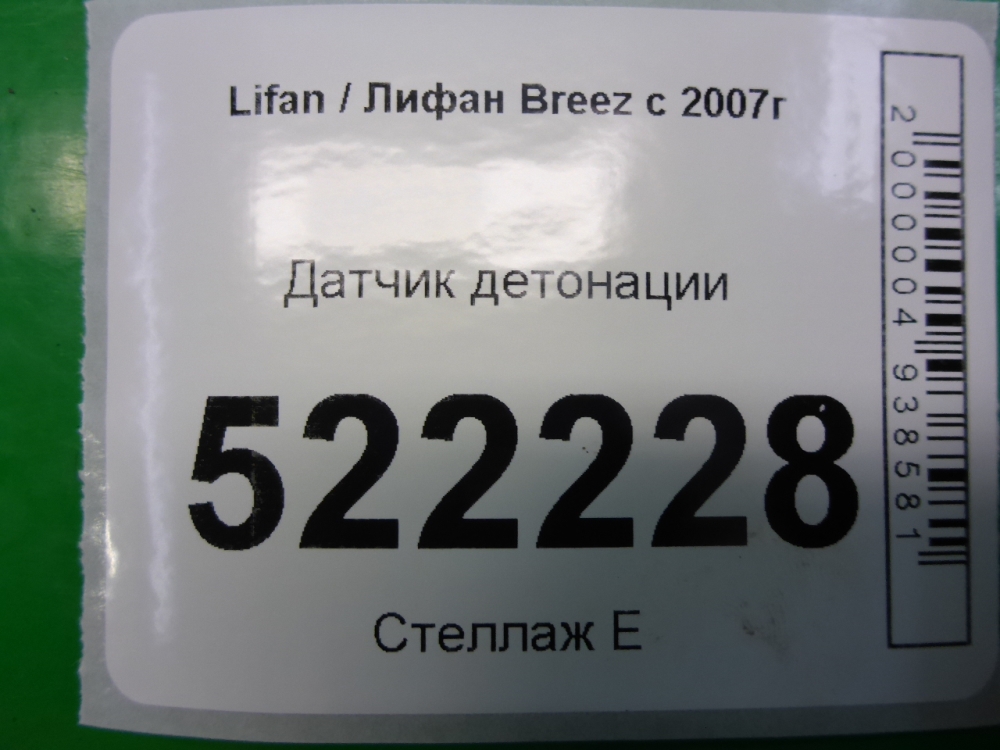 Lifan / Лифан Breez с 2007г
Датчик детонации
522228
Стеллаж Е
2000004938581